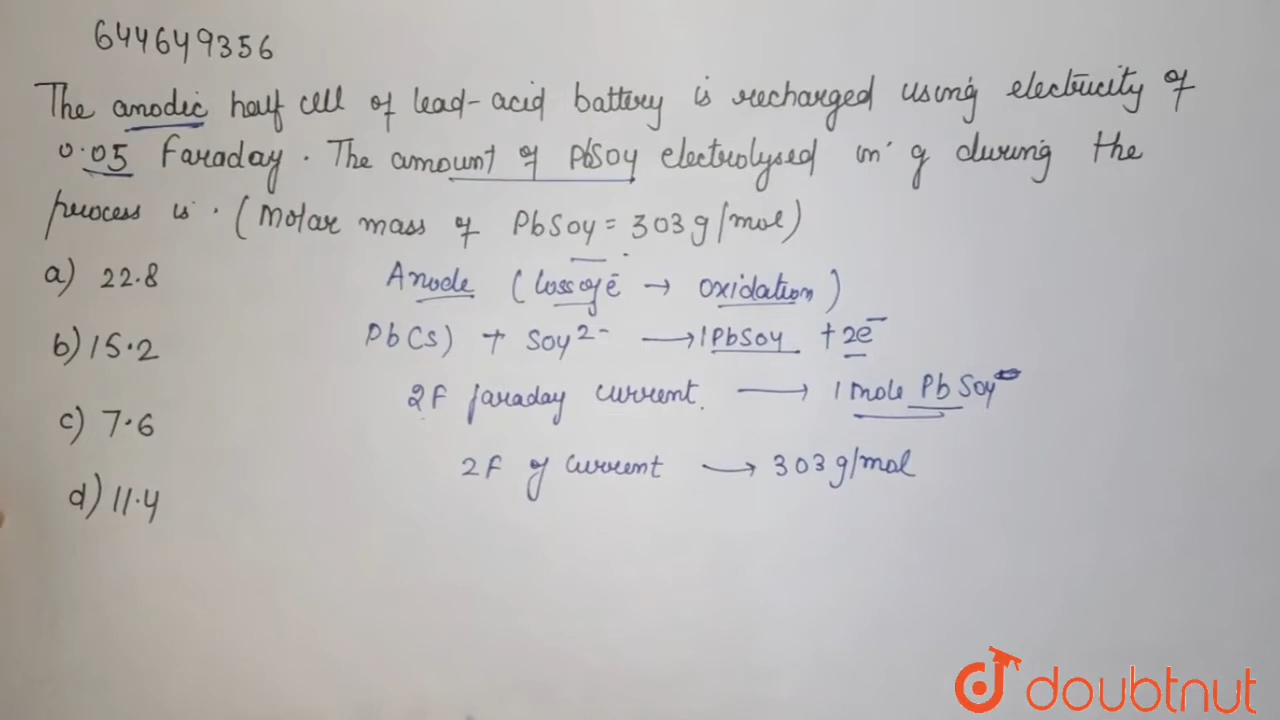 644649356
The anodic half cell of lead-acid battery is recharged using electricity of
0.05 Faraday. The amount of PbSO4 electrolysed in g during the
process is. (Molar mass of PbSO4 = 303 g/mol)
a) 22.8
Anode (loss of e → oxidation)
b) 15.2
Pb(s) + SO4 2- → 1 PbSO4 + 2e-
c) 7.6
2F faraday current. → 1 mole PbSO4
2F of current → 303 g/mol
d) 11.4
doubtnut